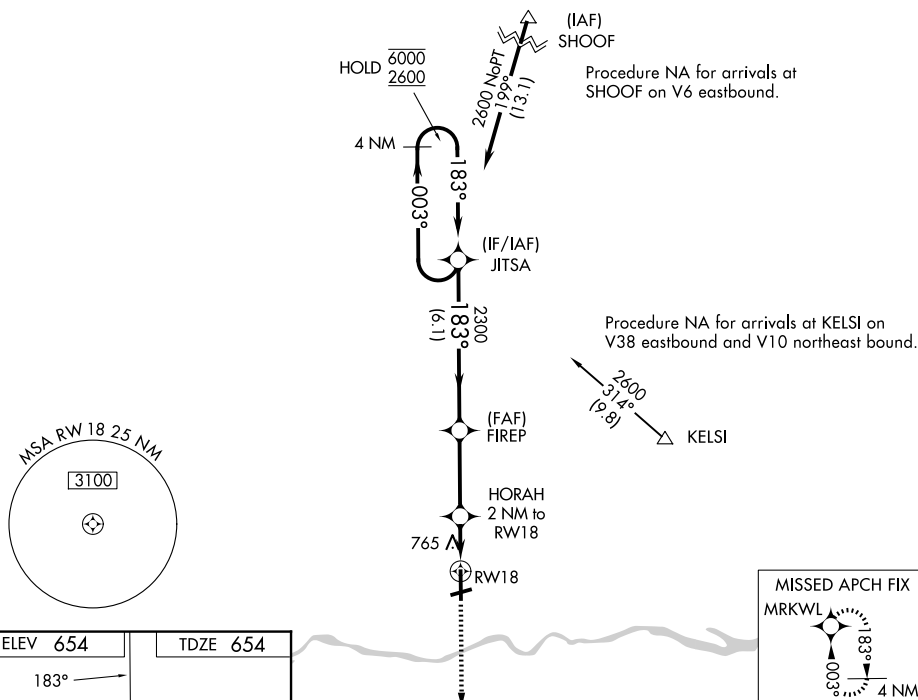 (IAF)
SHOOF
HOLD 6000
2600
2600 NoPT
199°
(13.1)
Procedure NA for arrivals at
SHOOF on V6 eastbound.
4 NM
183°
003°
(IF/IAF)
JITSA
2300
183°
(6.1)
Procedure NA for arrivals at KELSI on
V38 eastbound and V10 northeast bound.
2600
314°
(9.8)
KELSI
(FAF)
FIREP
MSA RW 18 25 NM
3100
HORAH
2 NM to
RW18
765
RW18
MISSED APCH FIX
MRKWL
183°
003°
4 NM
ELEV 654
TDZE 654
183°